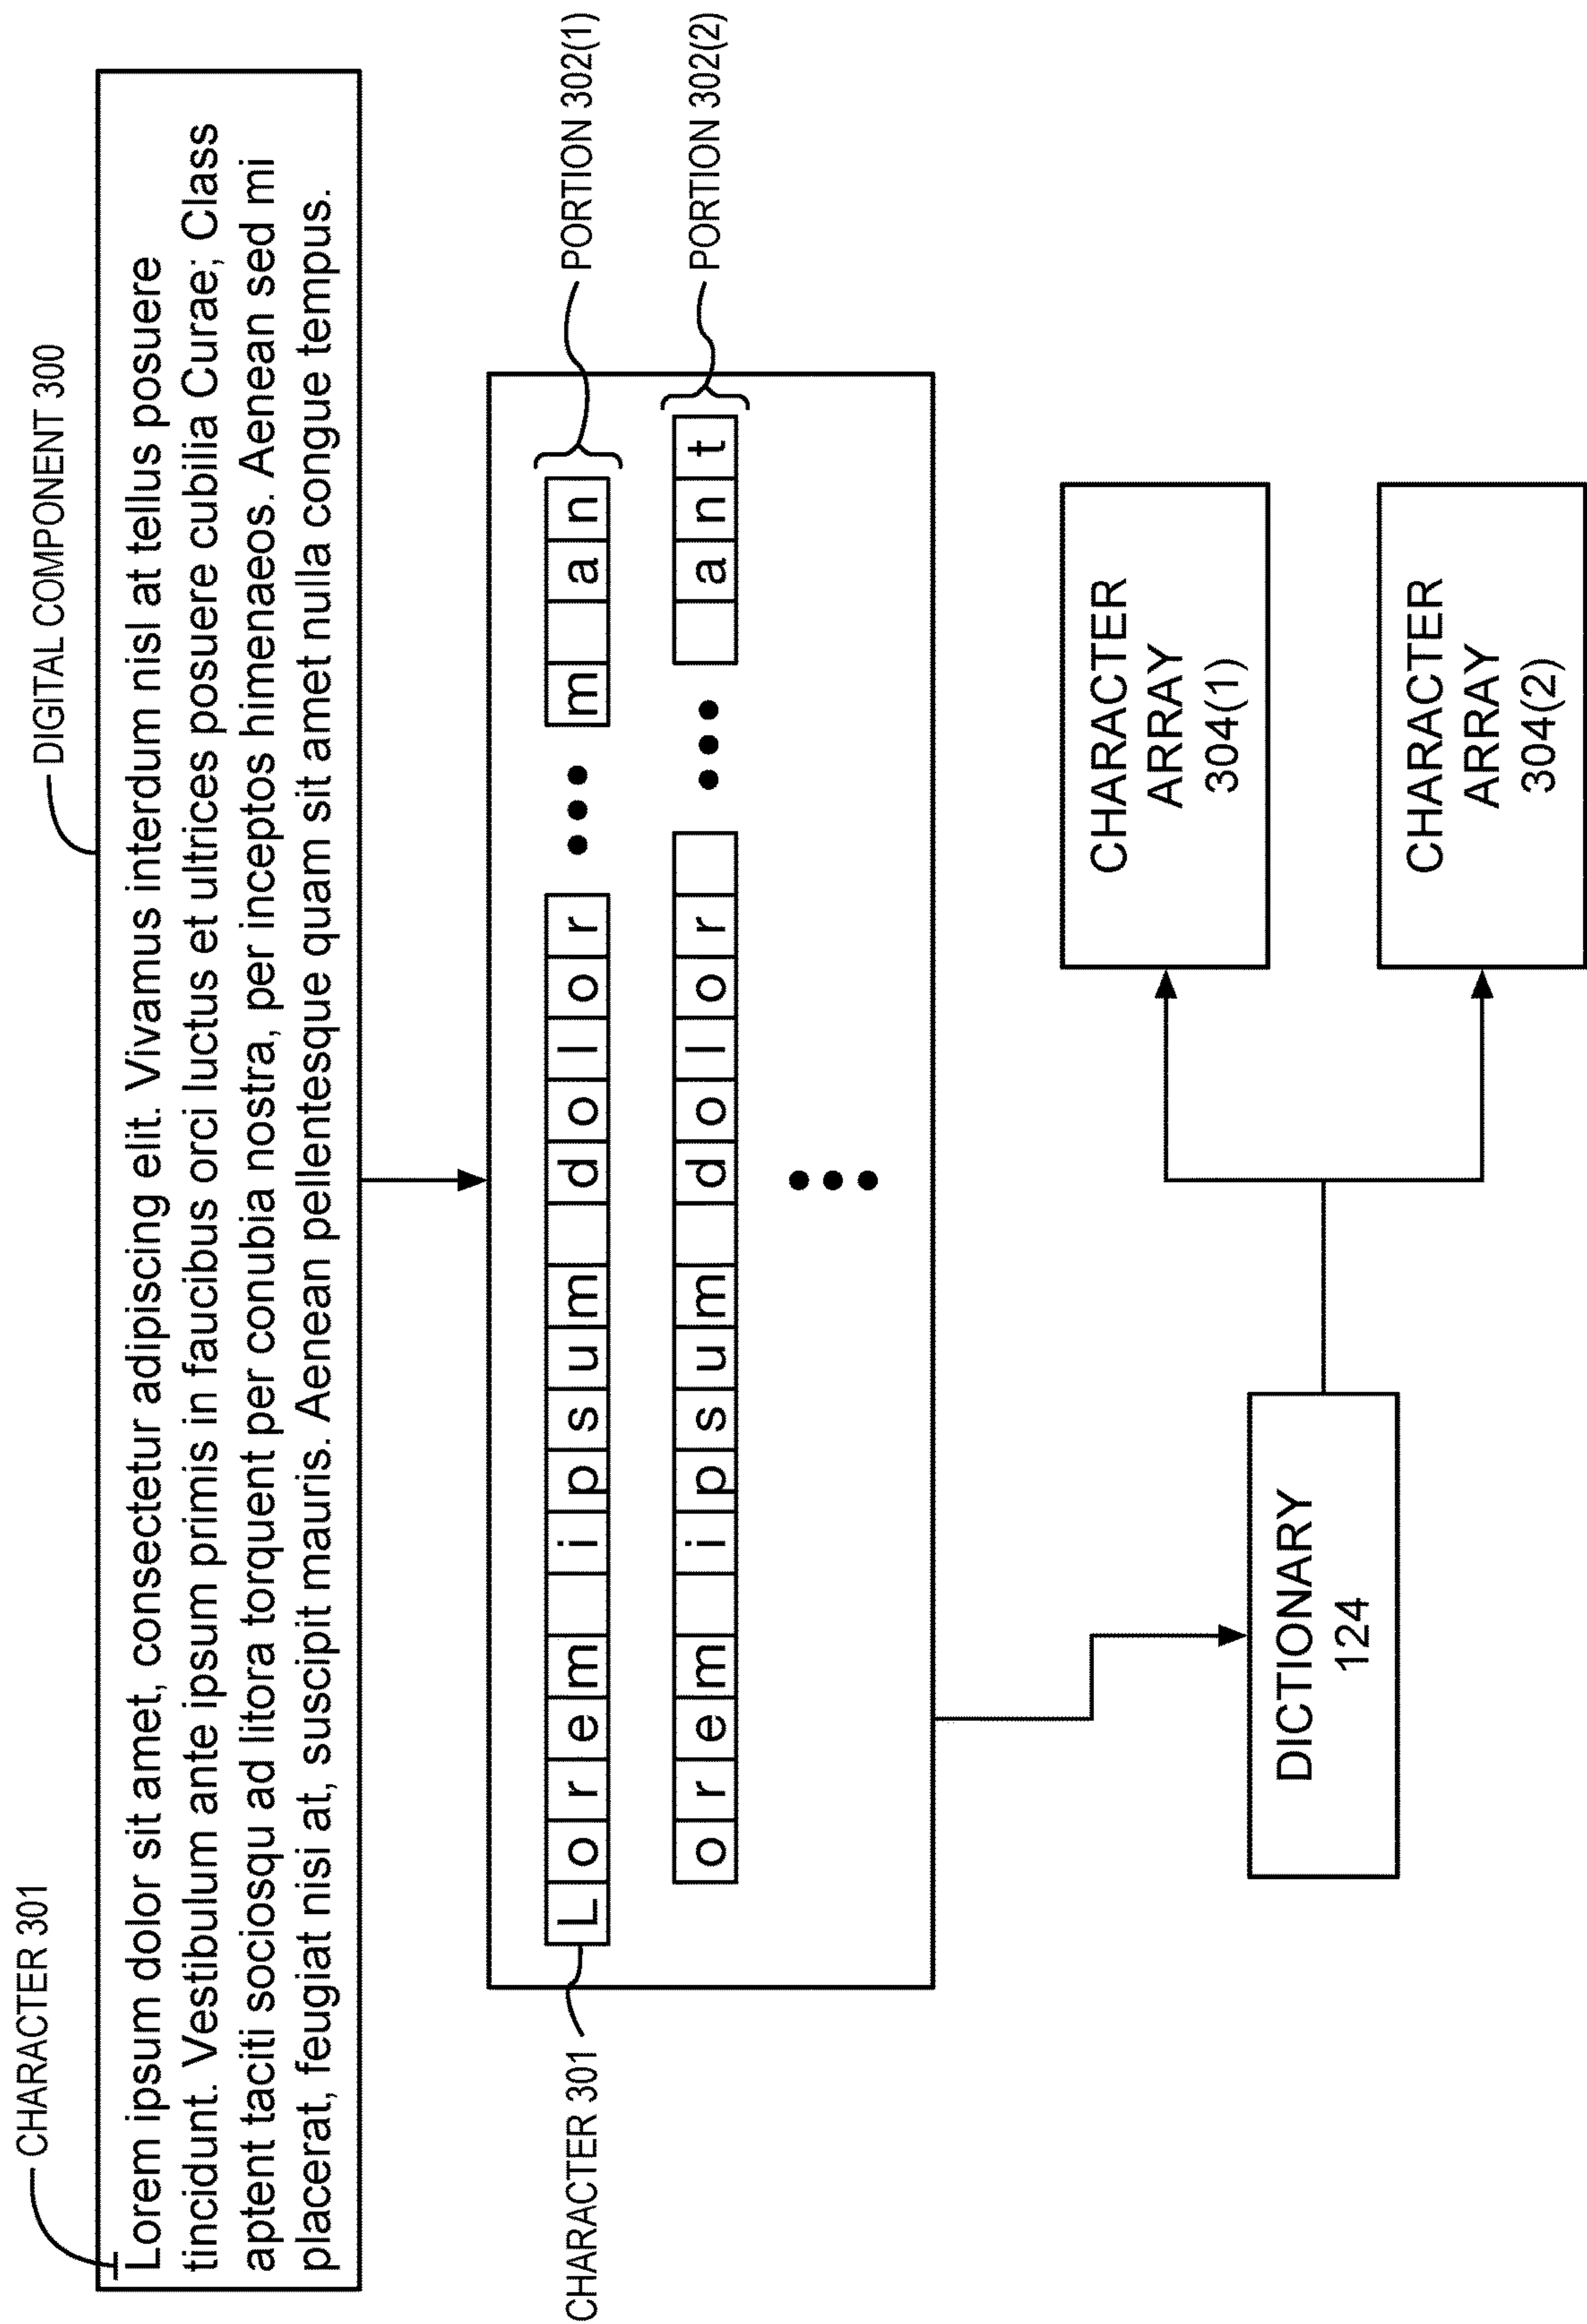 CHARACTER 301
DIGITAL COMPONENT 300
Lorem ipsum dolor sit amet, consectetur adipiscing elit. Vivamus interdum nisl at tellus posuere
tincidunt. Vestibulum ante ipsum primis in faucibus orci luctus et ultrices posuere cubilia Curae; Class
aptent taciti sociosqu ad litora torquent per conubia nostra, per inceptos himenaeos. Aenean sed mi
placerat, feugiat nisi at, suscipit mauris. Aenean pellentesque quam sit amet nulla congue tempus.
CHARACTER 301
L o r e m i p s u m d o l o r ••• m a n
PORTION 302(1)
o r e m i p s u m d o l o r ••• a n t
PORTION 302(2)
•••
DICTIONARY
124
CHARACTER
ARRAY
304(1)
CHARACTER
ARRAY
304(2)